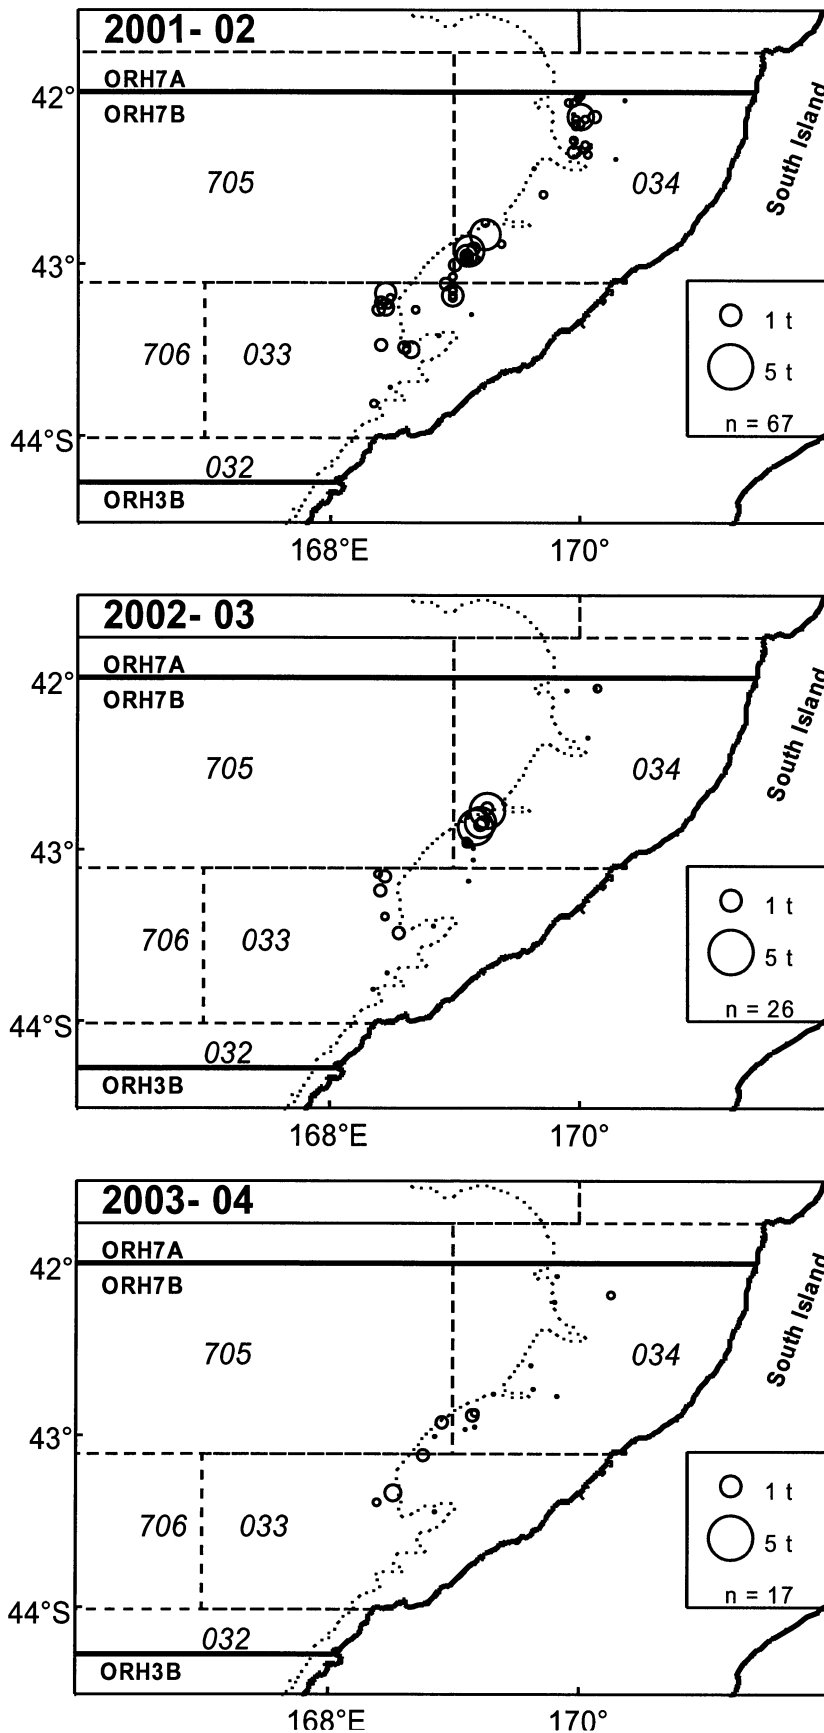 2001- 02
ORH7A
42°
ORH7B
705
034
South Island
43°
706
033
1 t
5 t
n = 67
44°S
032
ORH3B
168°E
170°
2002- 03
ORH7A
42°
ORH7B
705
034
South Island
43°
706
033
1 t
5 t
n = 26
44°S
032
ORH3B
168°E
170°
2003- 04
ORH7A
42°
ORH7B
705
034
South Island
43°
706
033
1 t
5 t
n = 17
44°S
032
ORH3B
168°E
170°